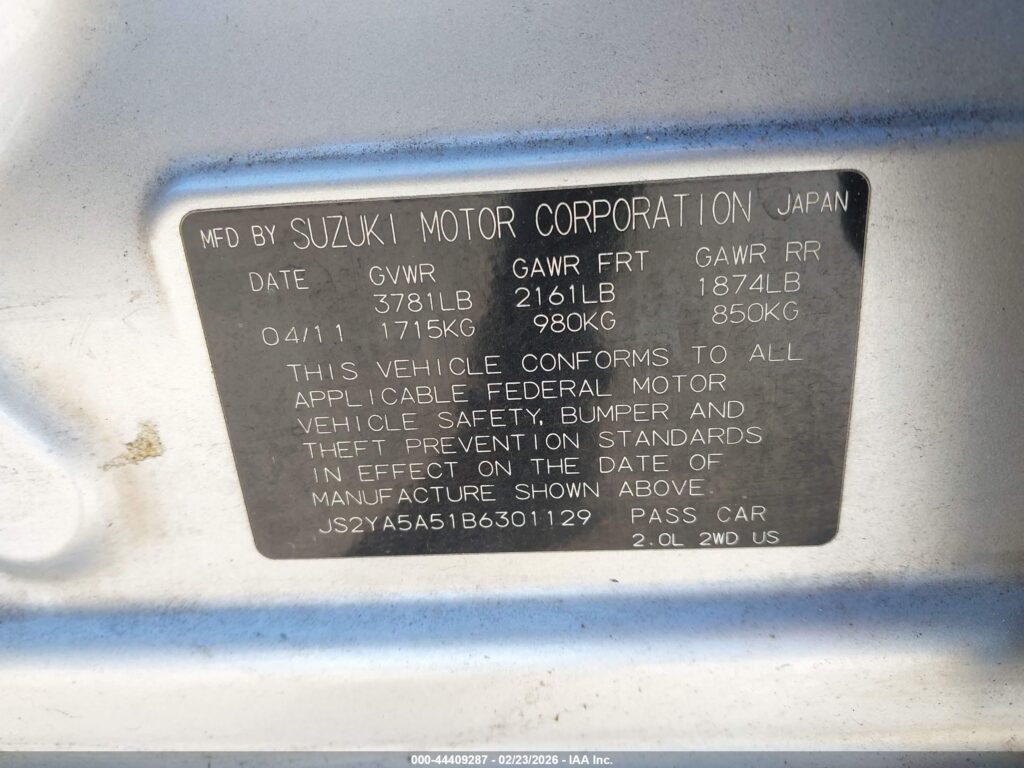 MFD BY SUZUKI MOTOR CORPORATION JAPAN
DATE GVWR GAWR FRT GAWR RR
3781LB 2161LB 1874LB
04/11 1715KG 980KG 850KG
THIS VEHICLE CONFORMS TO ALL
APPLICABLE FEDERAL MOTOR
VEHICLE SAFETY, BUMPER AND
THEFT PREVENTION STANDARDS
IN EFFECT ON THE DATE OF
MANUFACTURE SHOWN ABOVE.
JS2YA5A51B6301129 PASS CAR
2.0L 2WD US
000-44409287 - 02/23/2026 - IAA Inc.